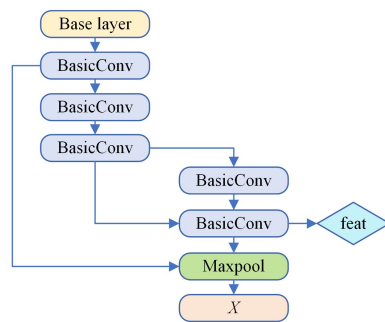 Base layer
BasicConv
BasicConv
BasicConv
BasicConv
BasicConv
feat
Maxpool
X